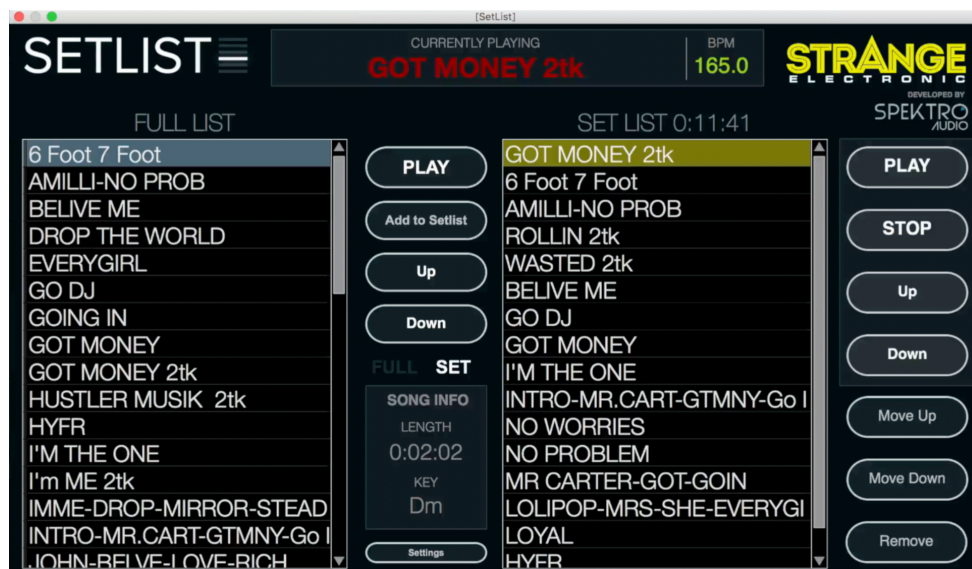 [SetList]
SETLIST
CURRENTLY PLAYING
GOT MONEY 2tk
BPM
165.0
STRANGE
ELECTRONIC
DEVELOPED BY
SPEKTRO
AUDIO
FULL LIST
6 Foot 7 Foot
AMILLI-NO PROB
BELIVE ME
DROP THE WORLD
EVERYGIRL
GO DJ
GOING IN
GOT MONEY
GOT MONEY 2tk
HUSTLER MUSIK 2tk
HYFR
I'M THE ONE
I'm ME 2tk
IMME-DROP-MIRROR-STEAD
INTRO-MR.CART-GTMNY-Go I
JOHN-BELVE-LOVE-RICH
PLAY
Add to Setlist
Up
Down
FULL SET
SONG INFO
LENGTH
0:02:02
KEY
Dm
Settings
SET LIST 0:11:41
GOT MONEY 2tk
6 Foot 7 Foot
AMILLI-NO PROB
ROLLIN 2tk
WASTED 2tk
BELIVE ME
GO DJ
GOT MONEY
I'M THE ONE
INTRO-MR.CART-GTMNY-Go I
NO WORRIES
NO PROBLEM
MR CARTER-GOT-GOIN
LOLIPOP-MRS-SHE-EVERYGI
LOYAL
HYFR
PLAY
STOP
Up
Down
Move Up
Move Down
Remove